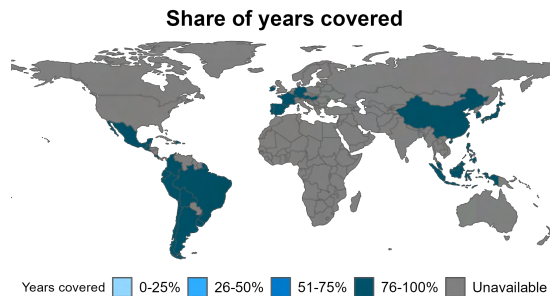 Share of years covered
Years covered 0-25% 26-50% 51-75% 76-100% Unavailable